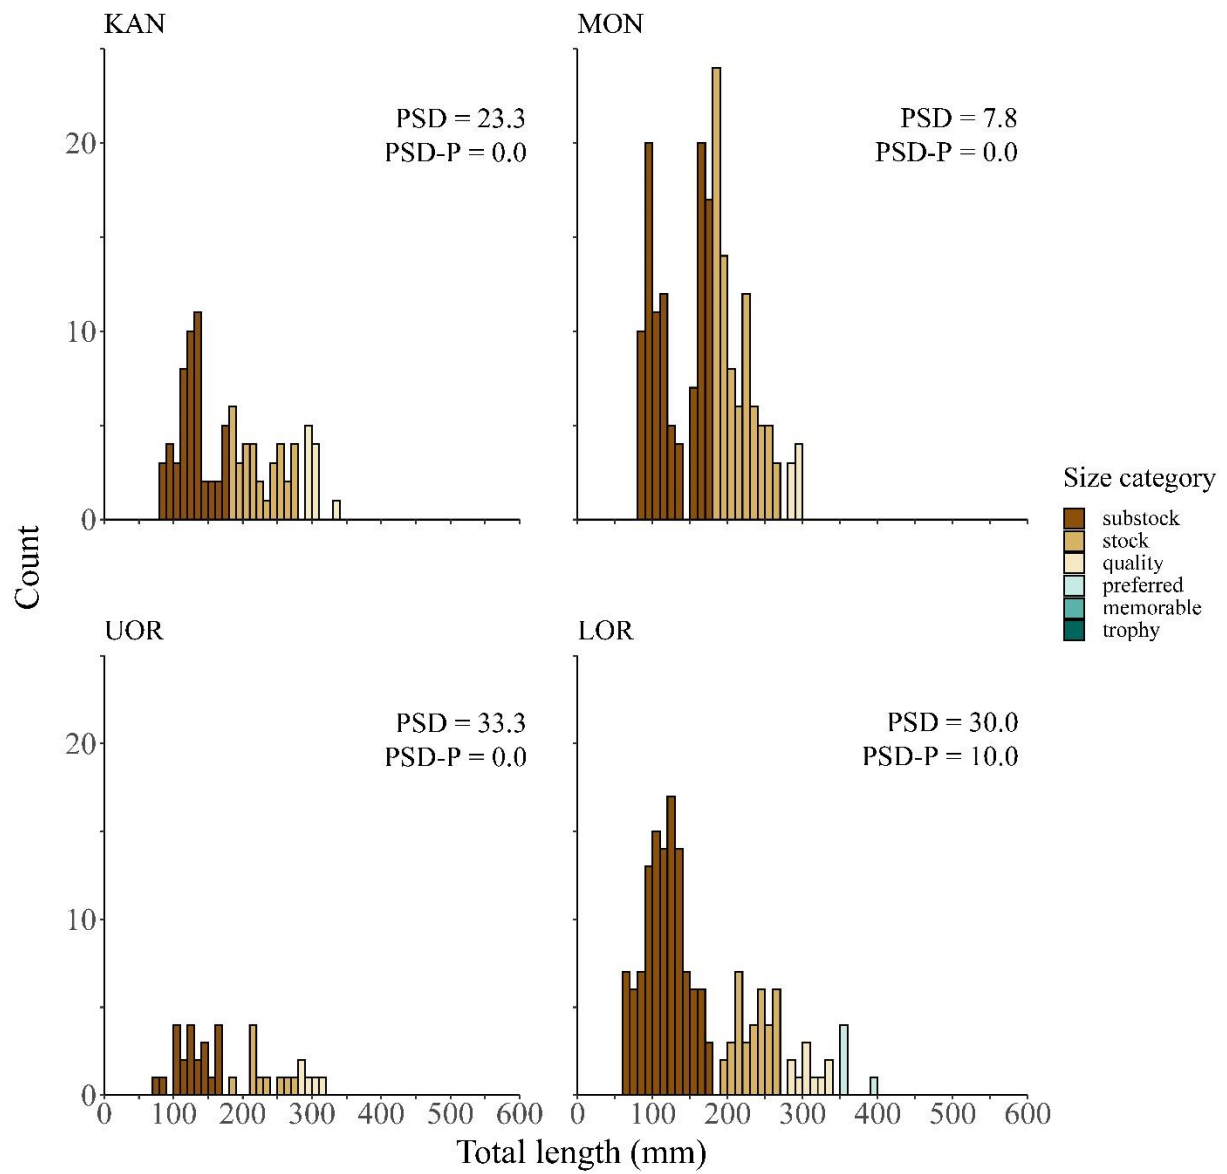 KAN
MON
PSD = 23.3
PSD-P = 0.0
PSD = 7.8
PSD-P = 0.0
20
10
0
Size category
substock
stock
quality
preferred
memorable
trophy
Count
UOR
LOR
PSD = 33.3
PSD-P = 0.0
PSD = 30.0
PSD-P = 10.0
20
10
0
0 100 200 300 400 500 600
0 100 200 300 400 500 600
Total length (mm)